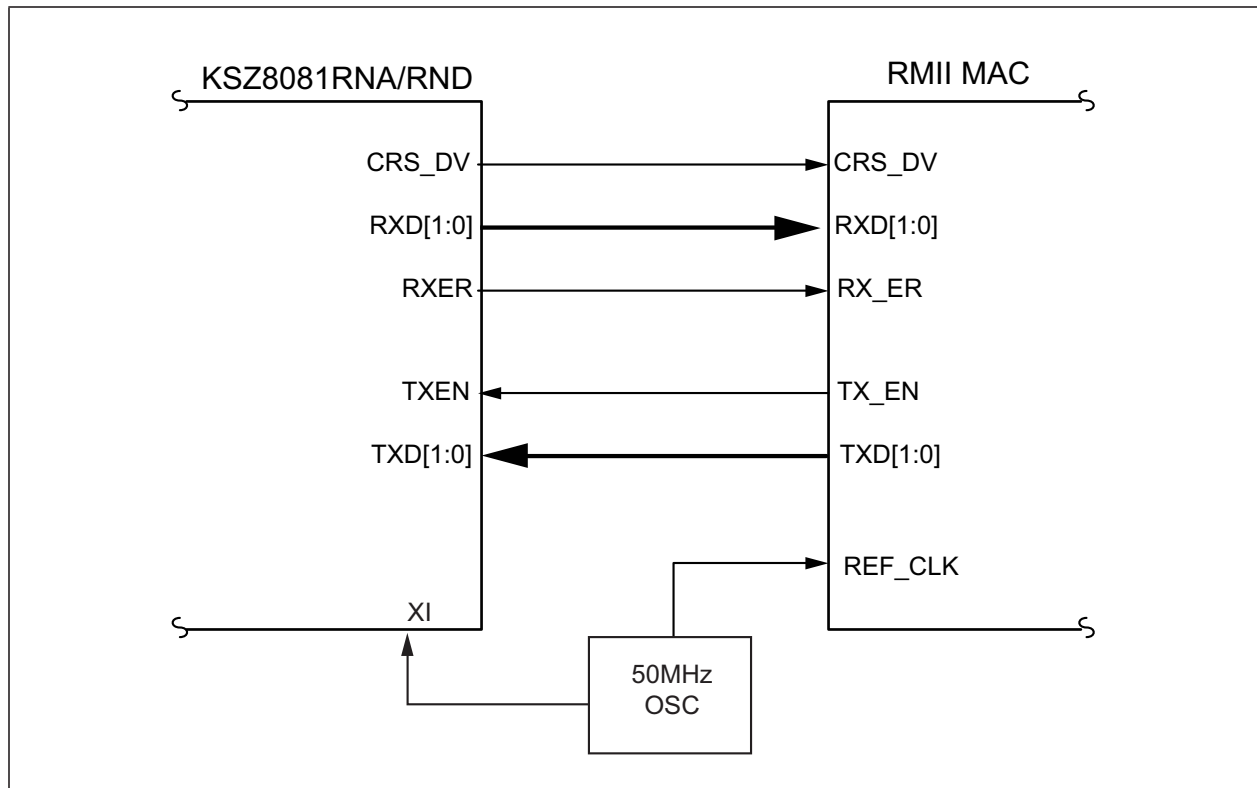 KSZ8081RNA/RND
RMII MAC
CRS_DV
CRS_DV
RXD[1:0]
RXD[1:0]
RXER
RX_ER
TXEN
TX_EN
TXD[1:0]
TXD[1:0]
REF_CLK
XI
50MHz
OSC